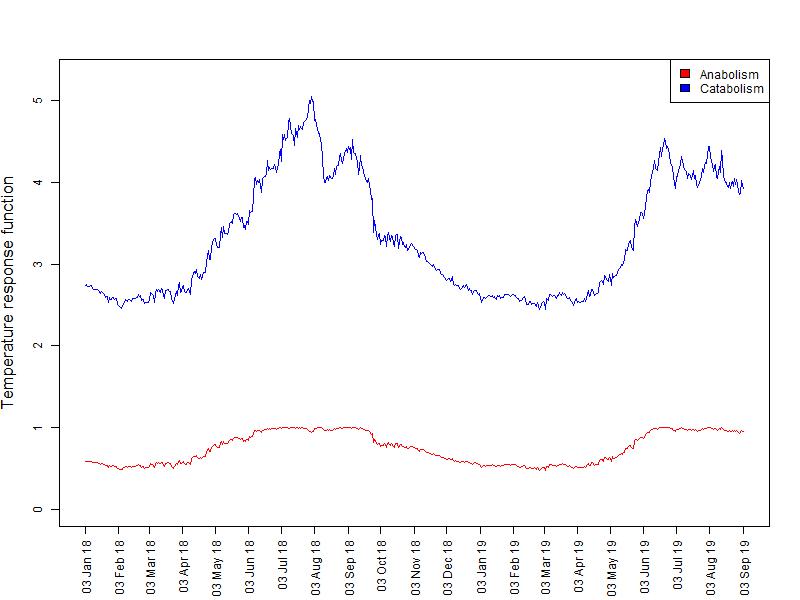 Anabolism
Catabolism
Temperature response function
5
4
3
2
1
0
03 Jan 18
03 Feb 18
03 Mar 18
03 Apr 18
03 May 18
03 Jun 18
03 Jul 18
03 Aug 18
03 Sep 18
03 Oct 18
03 Nov 18
03 Dec 18
03 Jan 19
03 Feb 19
03 Mar 19
03 Apr 19
03 May 19
03 Jun 19
03 Jul 19
03 Aug 19
03 Sep 19